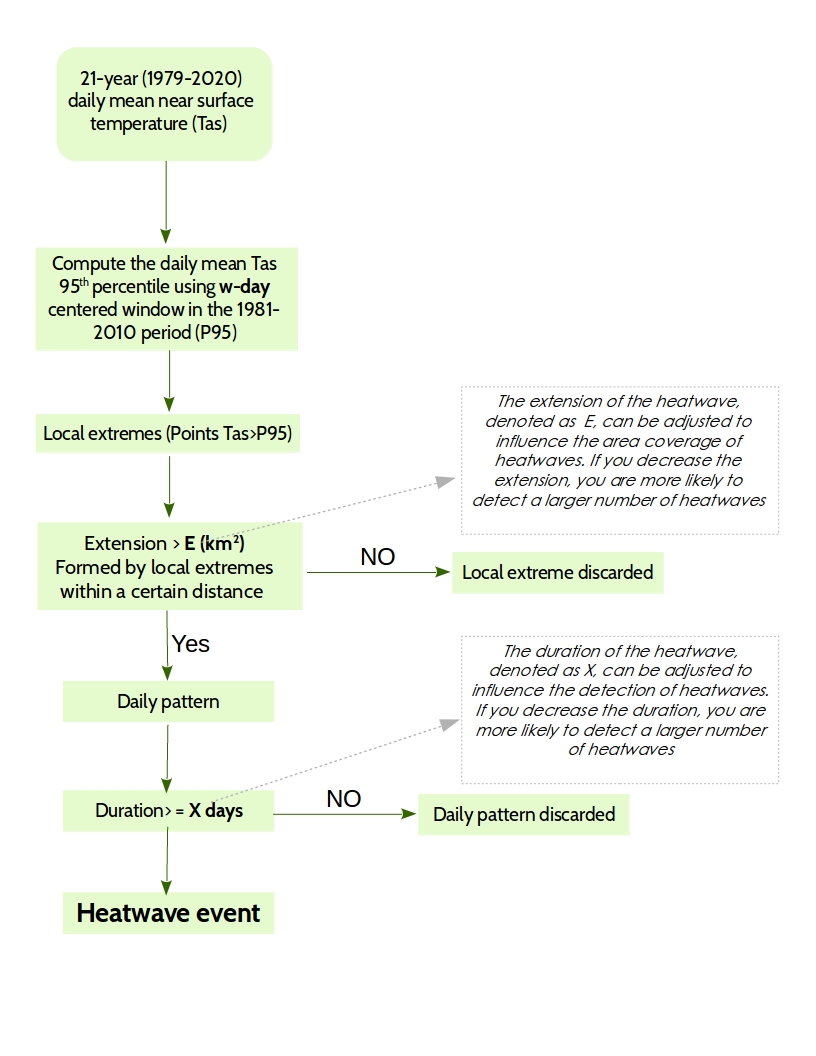 21-year (1979-2020)
daily mean near surface
temperature (Tas)
Compute the daily mean Tas
95th percentile using w-day
centered window in the 1981-
2010 period (P95)
Local extremes (Points Tas>P95)
The extension of the heatwave,
denoted as E, can be adjusted to
influence the area coverage of
heatwaves. If you decrease the
extension, you are more likely to
detect a larger number of heatwaves
Extension > E (km²)
Formed by local extremes
within a certain distance
NO
Local extreme discarded
Yes
The duration of the heatwave,
denoted as X, can be adjusted to
influence the detection of heatwaves.
If you decrease the duration, you are
more likely to detect a larger number
of heatwaves
Daily pattern
Duration> = X days
NO
Daily pattern discarded
Heatwave event